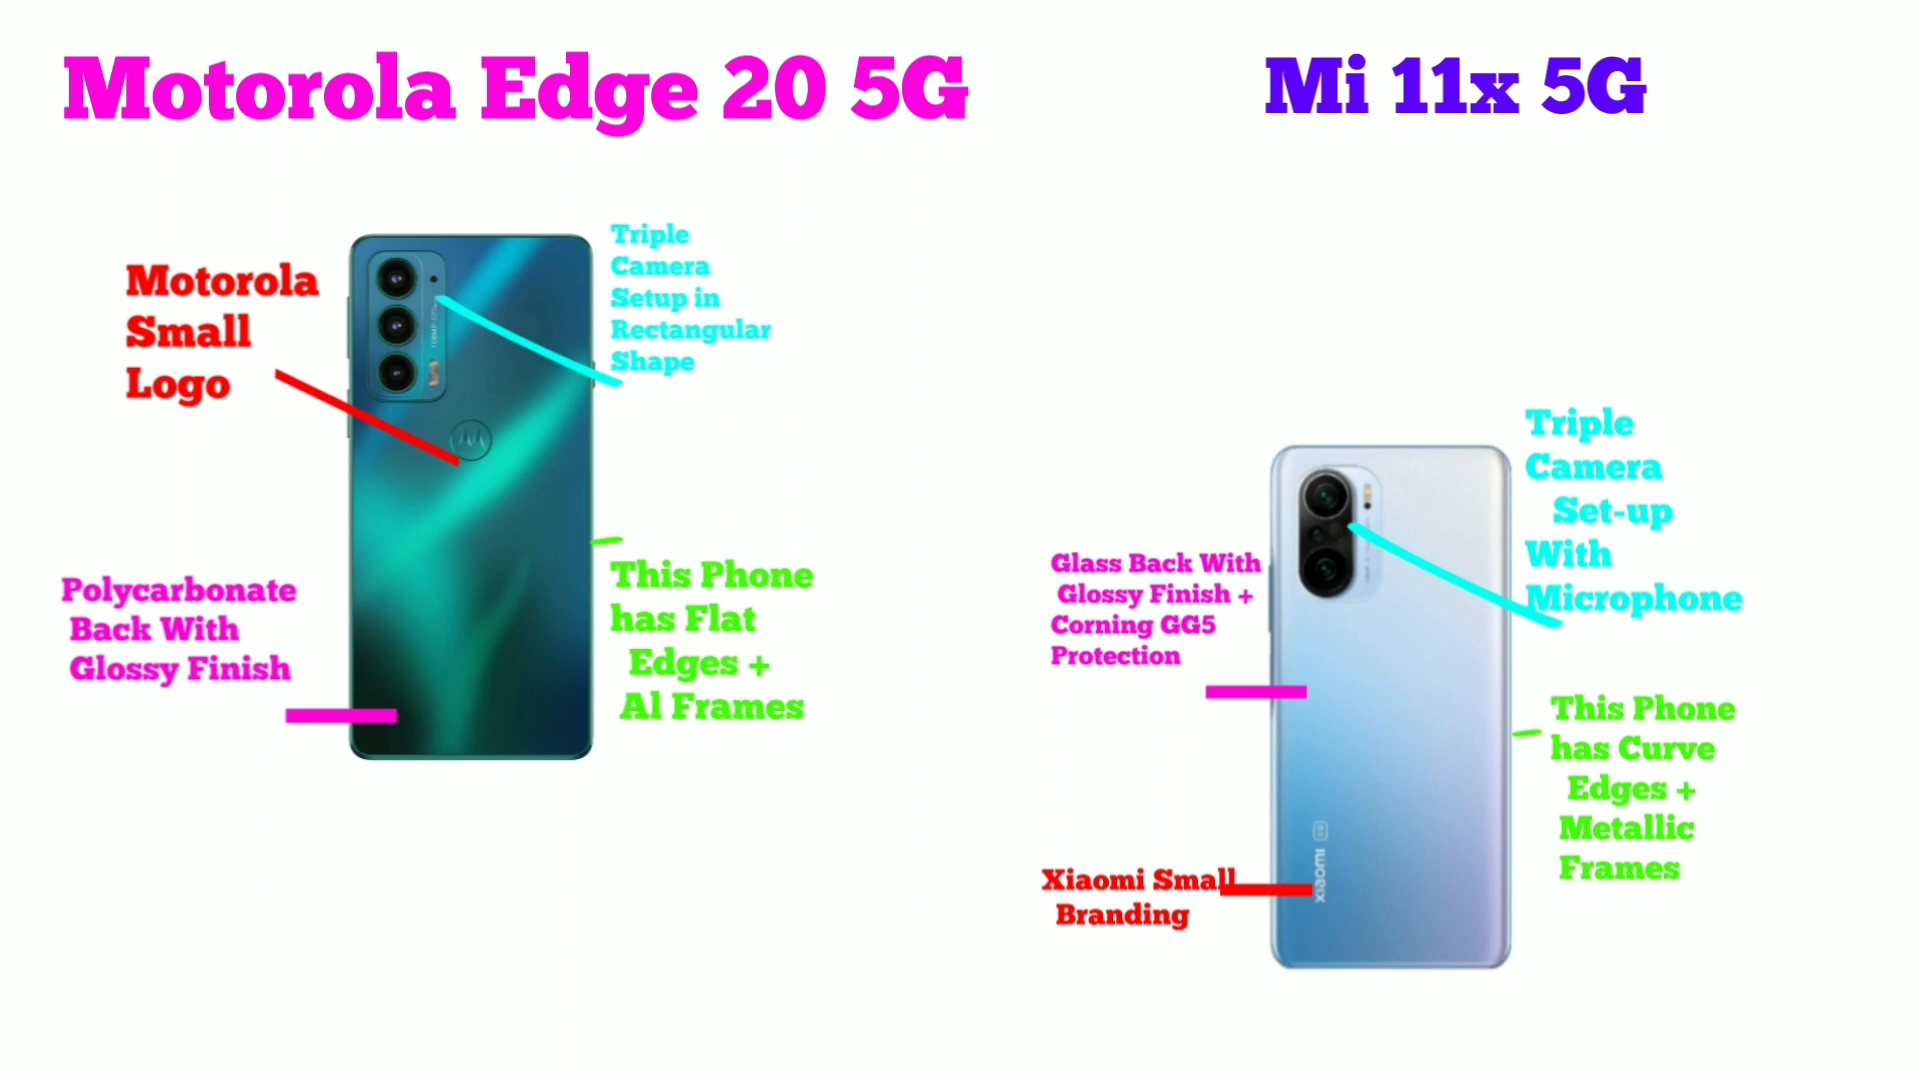 Motorola Edge 20 5G
Mi 11x 5G
Motorola
Small
Logo
Triple
Camera
Setup in
Rectangular
Shape
Polycarbonate
Back With
Glossy Finish
This Phone
has Flat
Edges +
Al Frames
Triple
Camera
Set-up
With
Microphone
Glass Back With
Glossy Finish +
Corning GG5
Protection
This Phone
has Curve
Edges +
Metallic
Frames
Xiaomi Small
Branding
xiaomi